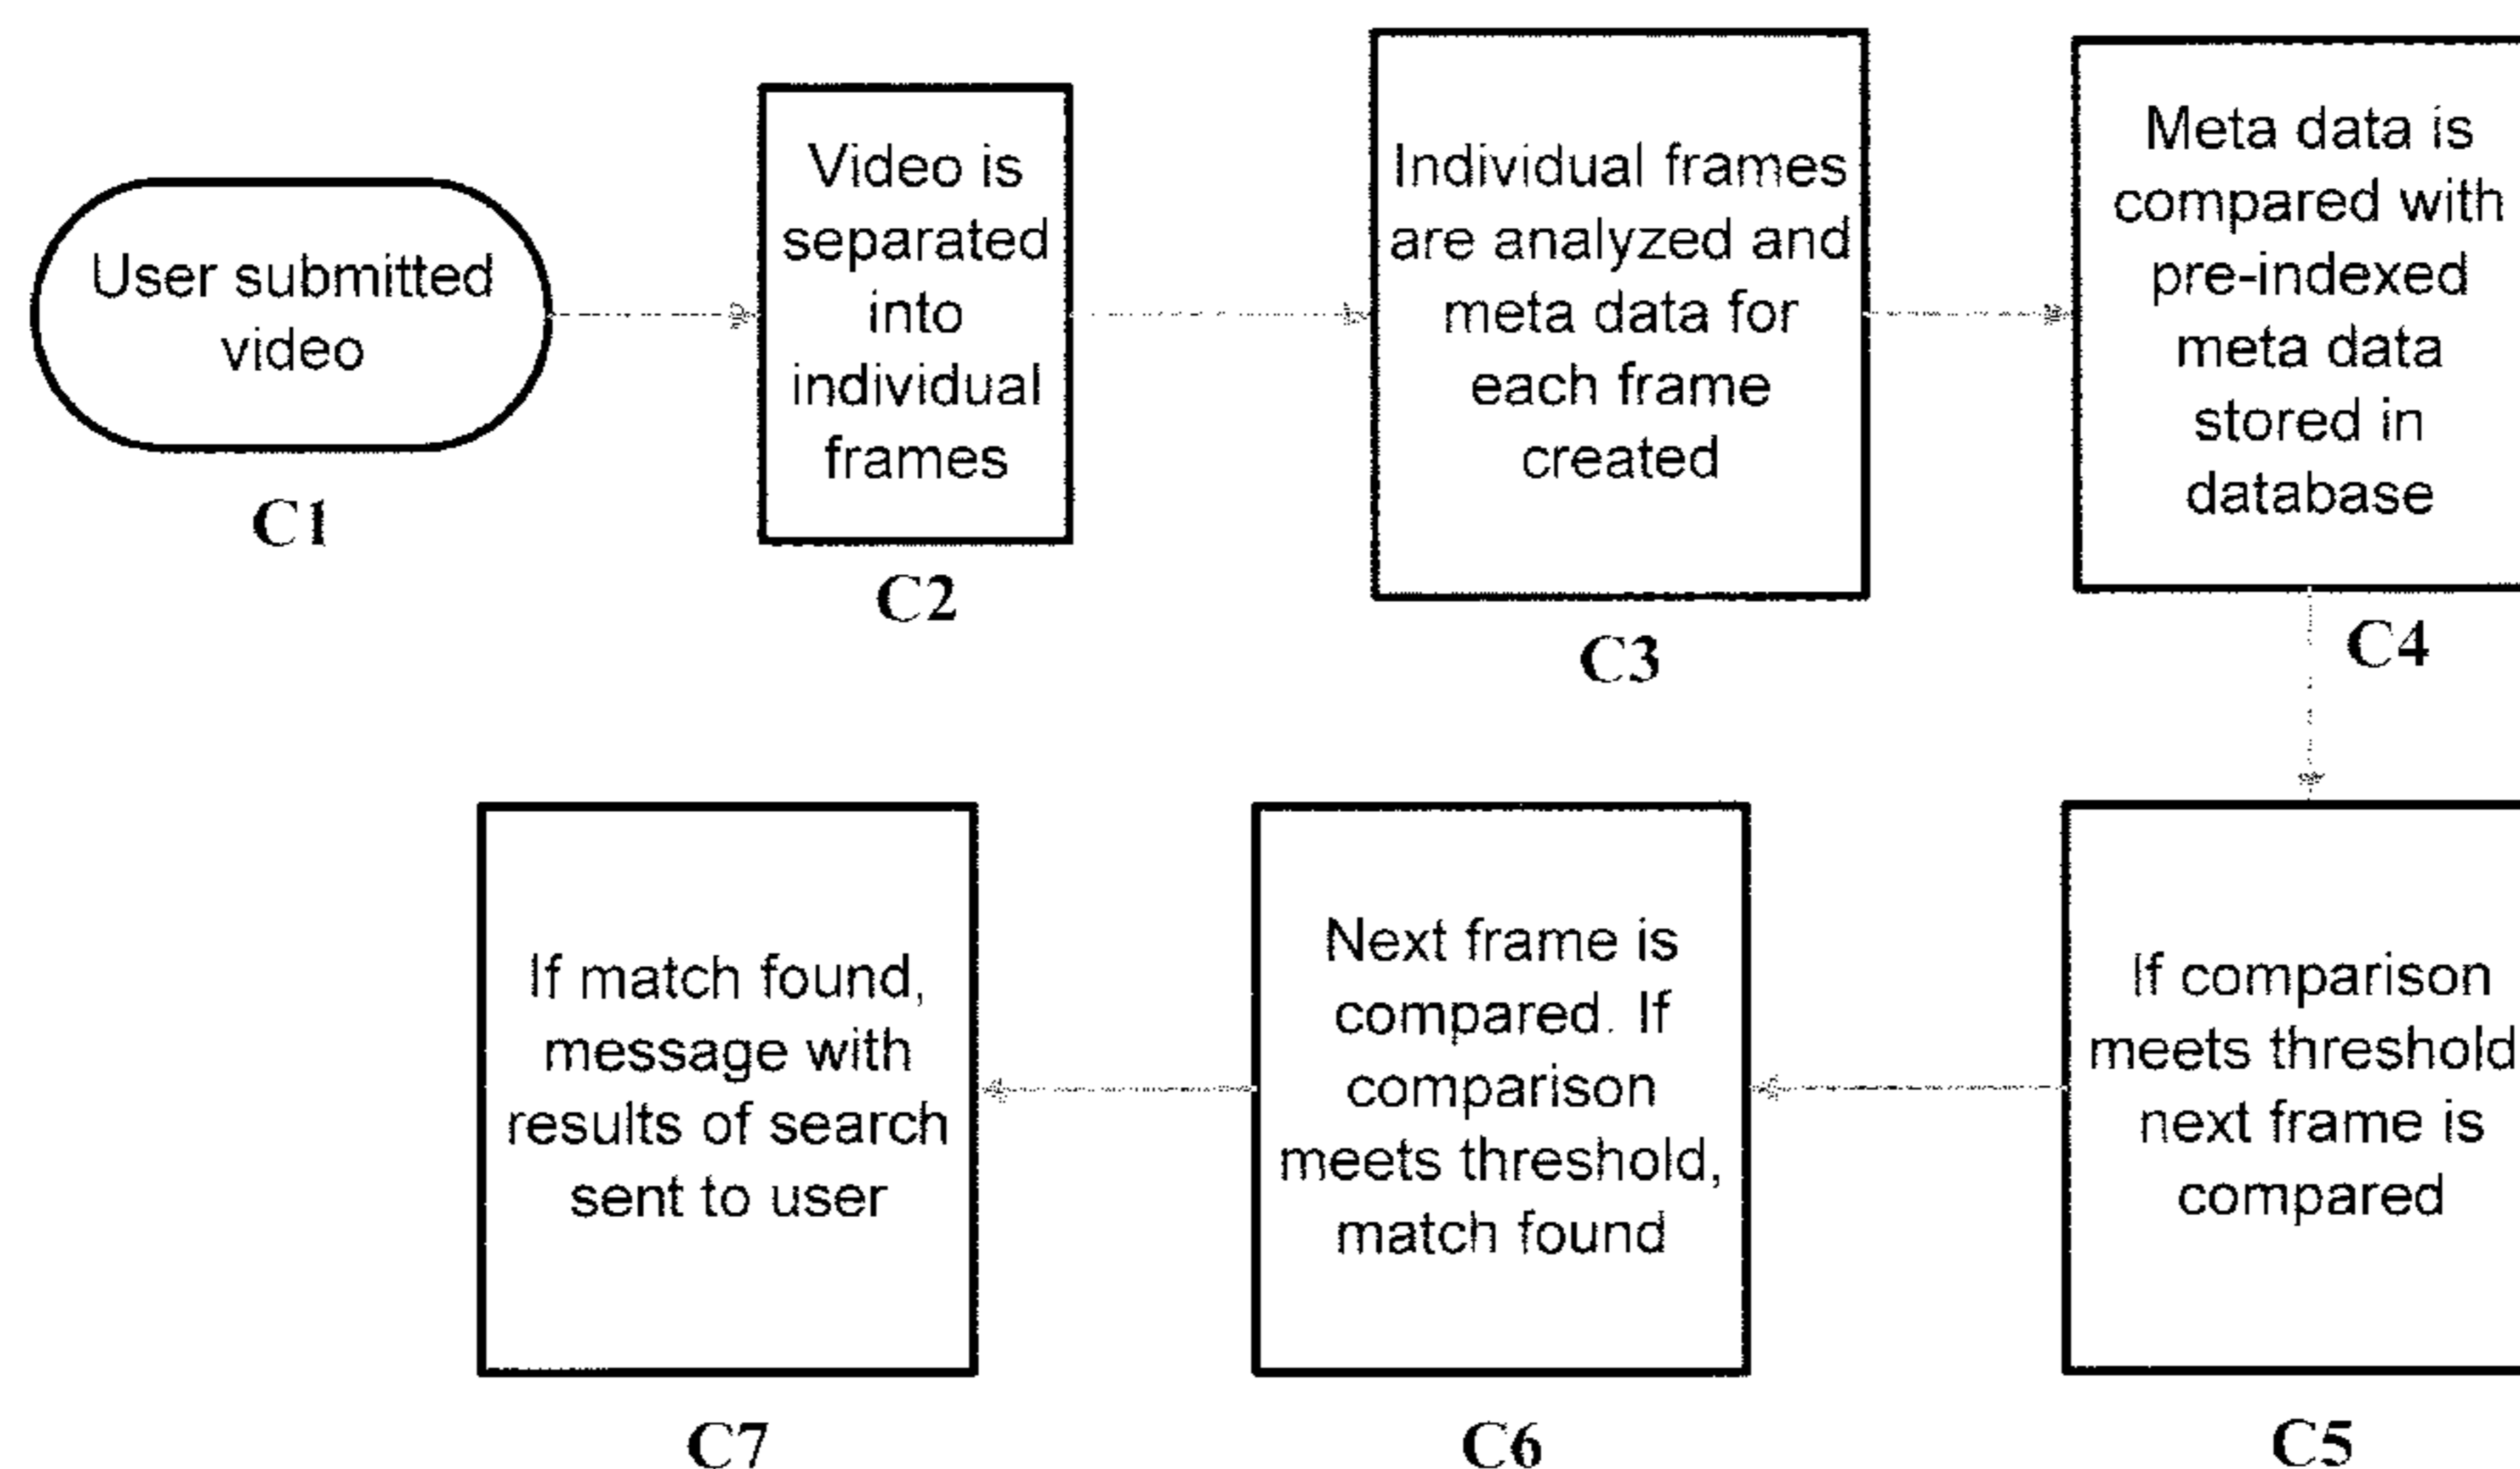 User submitted
video
C1
Video is
separated
into
individual
frames
C2
Individual frames
are analyzed and
meta data for
each frame
created
C3
Meta data is
compared with
pre-indexed
meta data
stored in
database
C4
If comparison
meets threshold
next frame is
compared
C5
Next frame is
compared. If
comparison
meets threshold,
match found
C6
If match found,
message with
results of search
sent to user
C7